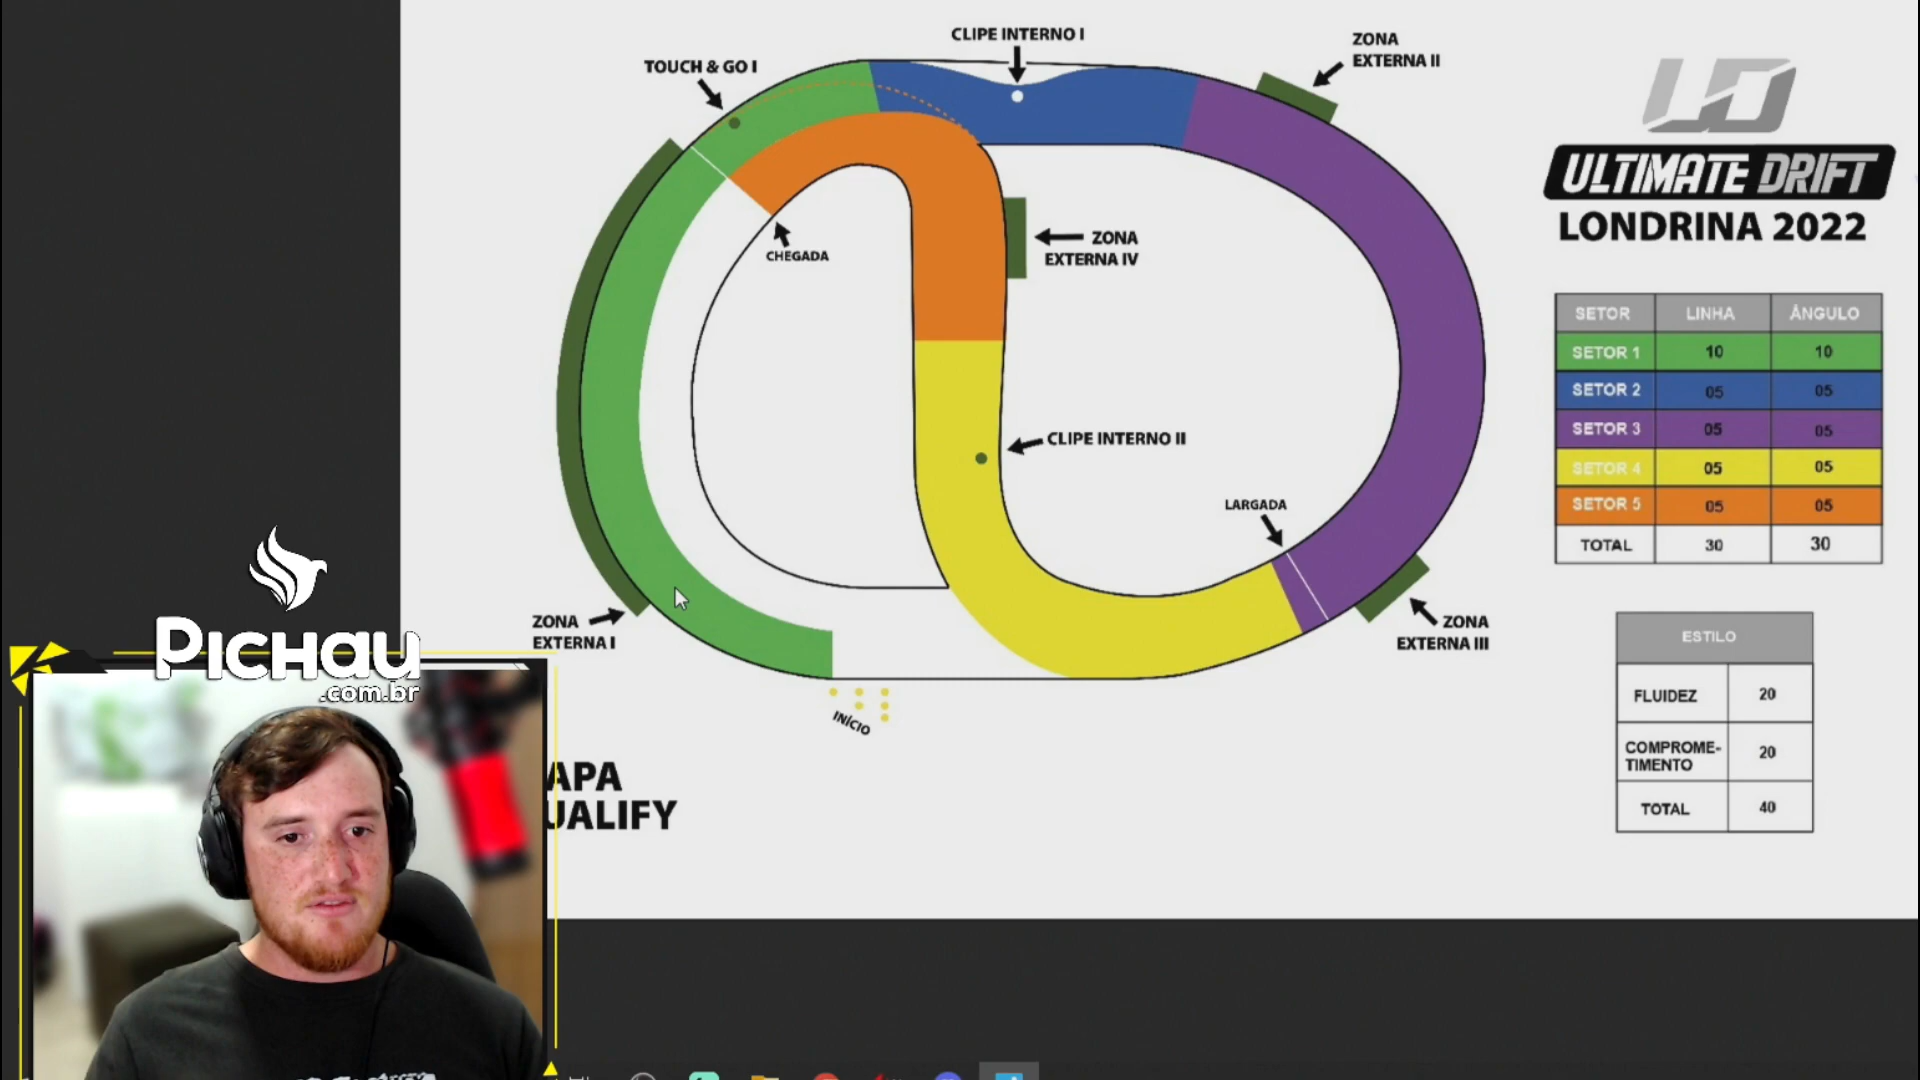 CLIPE INTERNO I
ZONA
EXTERNA II
TOUCH & GO I
UD
ULTIMATE DRIFT
LONDRINA 2022
ZONA
EXTERNA IV
CHEGADA
SETOR LINHA ÂNGULO
SETOR 1 10 10
SETOR 2 05 05
SETOR 3 05 05
SETOR 4 05 05
SETOR 5 05 05
TOTAL 30 30
CLIPE INTERNO II
LARGADA
ZONA
EXTERNA I
ZONA
EXTERNA III
ESTILO
FLUIDEZ 20
COMPROME-
TIMENTO 20
TOTAL 40
INÍCIO
PICHAU
.com.br
APA
UALIFY